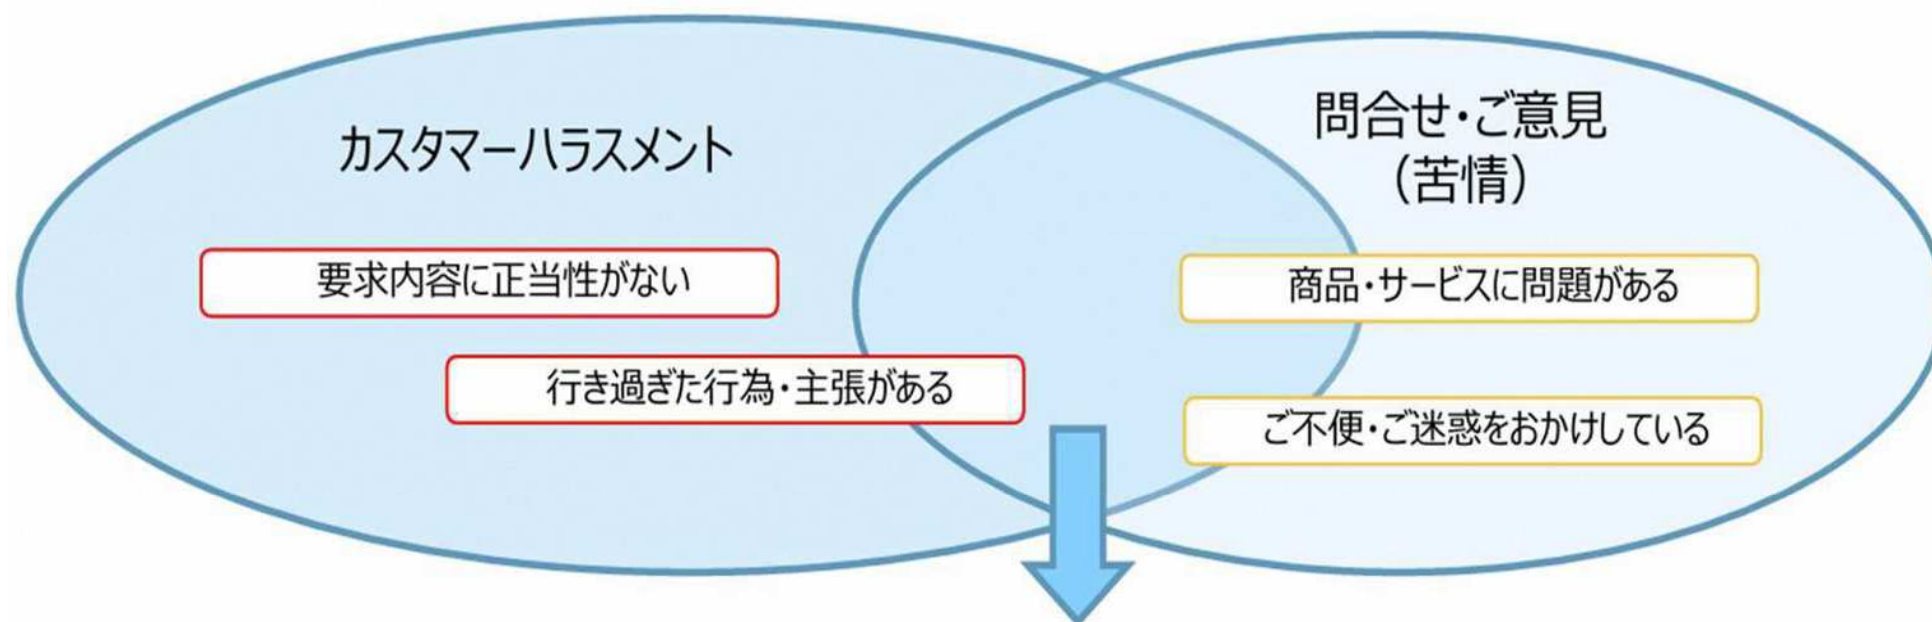 カスタマーハラスメント
問合せ・ご意見
（苦情）
要求内容に正当性がない
商品・サービスに問題がある
行き過ぎた行為・主張がある
ご不便・ご迷惑をおかけしている